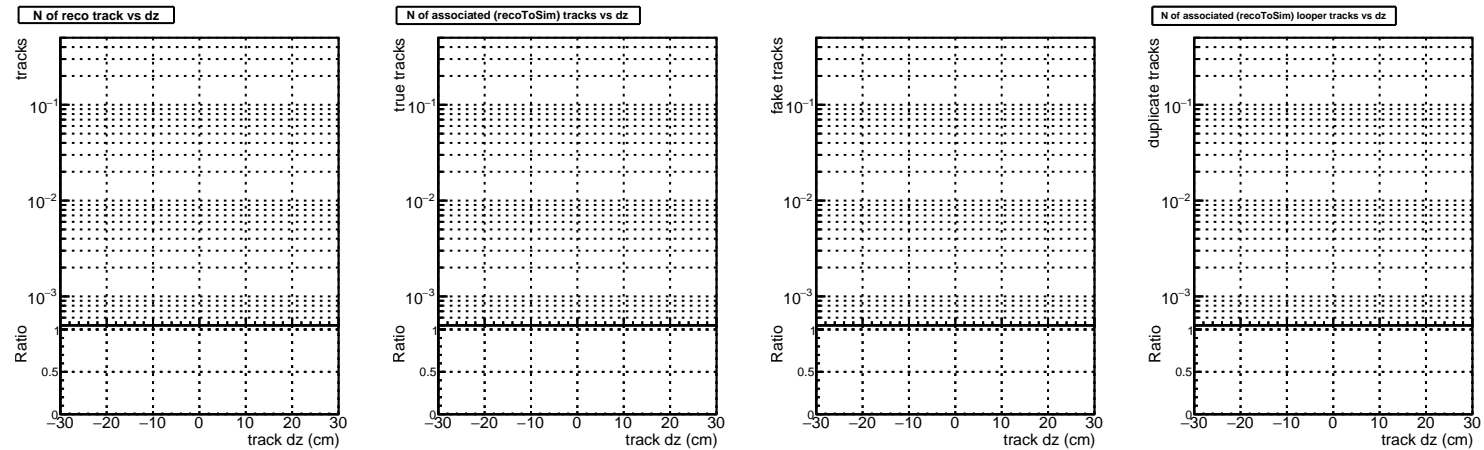 N of reco track vs dz
tracks
10⁻¹
10⁻²
10⁻³
Ratio
1
0.5
0
−30 −20 −10 0 10 20 30
track dz (cm)
N of associated (recoToSim) tracks vs dz
true tracks
10⁻¹
10⁻²
10⁻³
Ratio
1
0.5
0
−30 −20 −10 0 10 20 30
track dz (cm)
fake tracks
10⁻¹
10⁻²
10⁻³
Ratio
1
0.5
0
−30 −20 −10 0 10 20 30
track dz (cm)
N of associated (recoToSim) looper tracks vs dz
duplicate tracks
10⁻¹
10⁻²
10⁻³
Ratio
1
0.5
0
−30 −20 −10 0 10 20 30
track dz (cm)